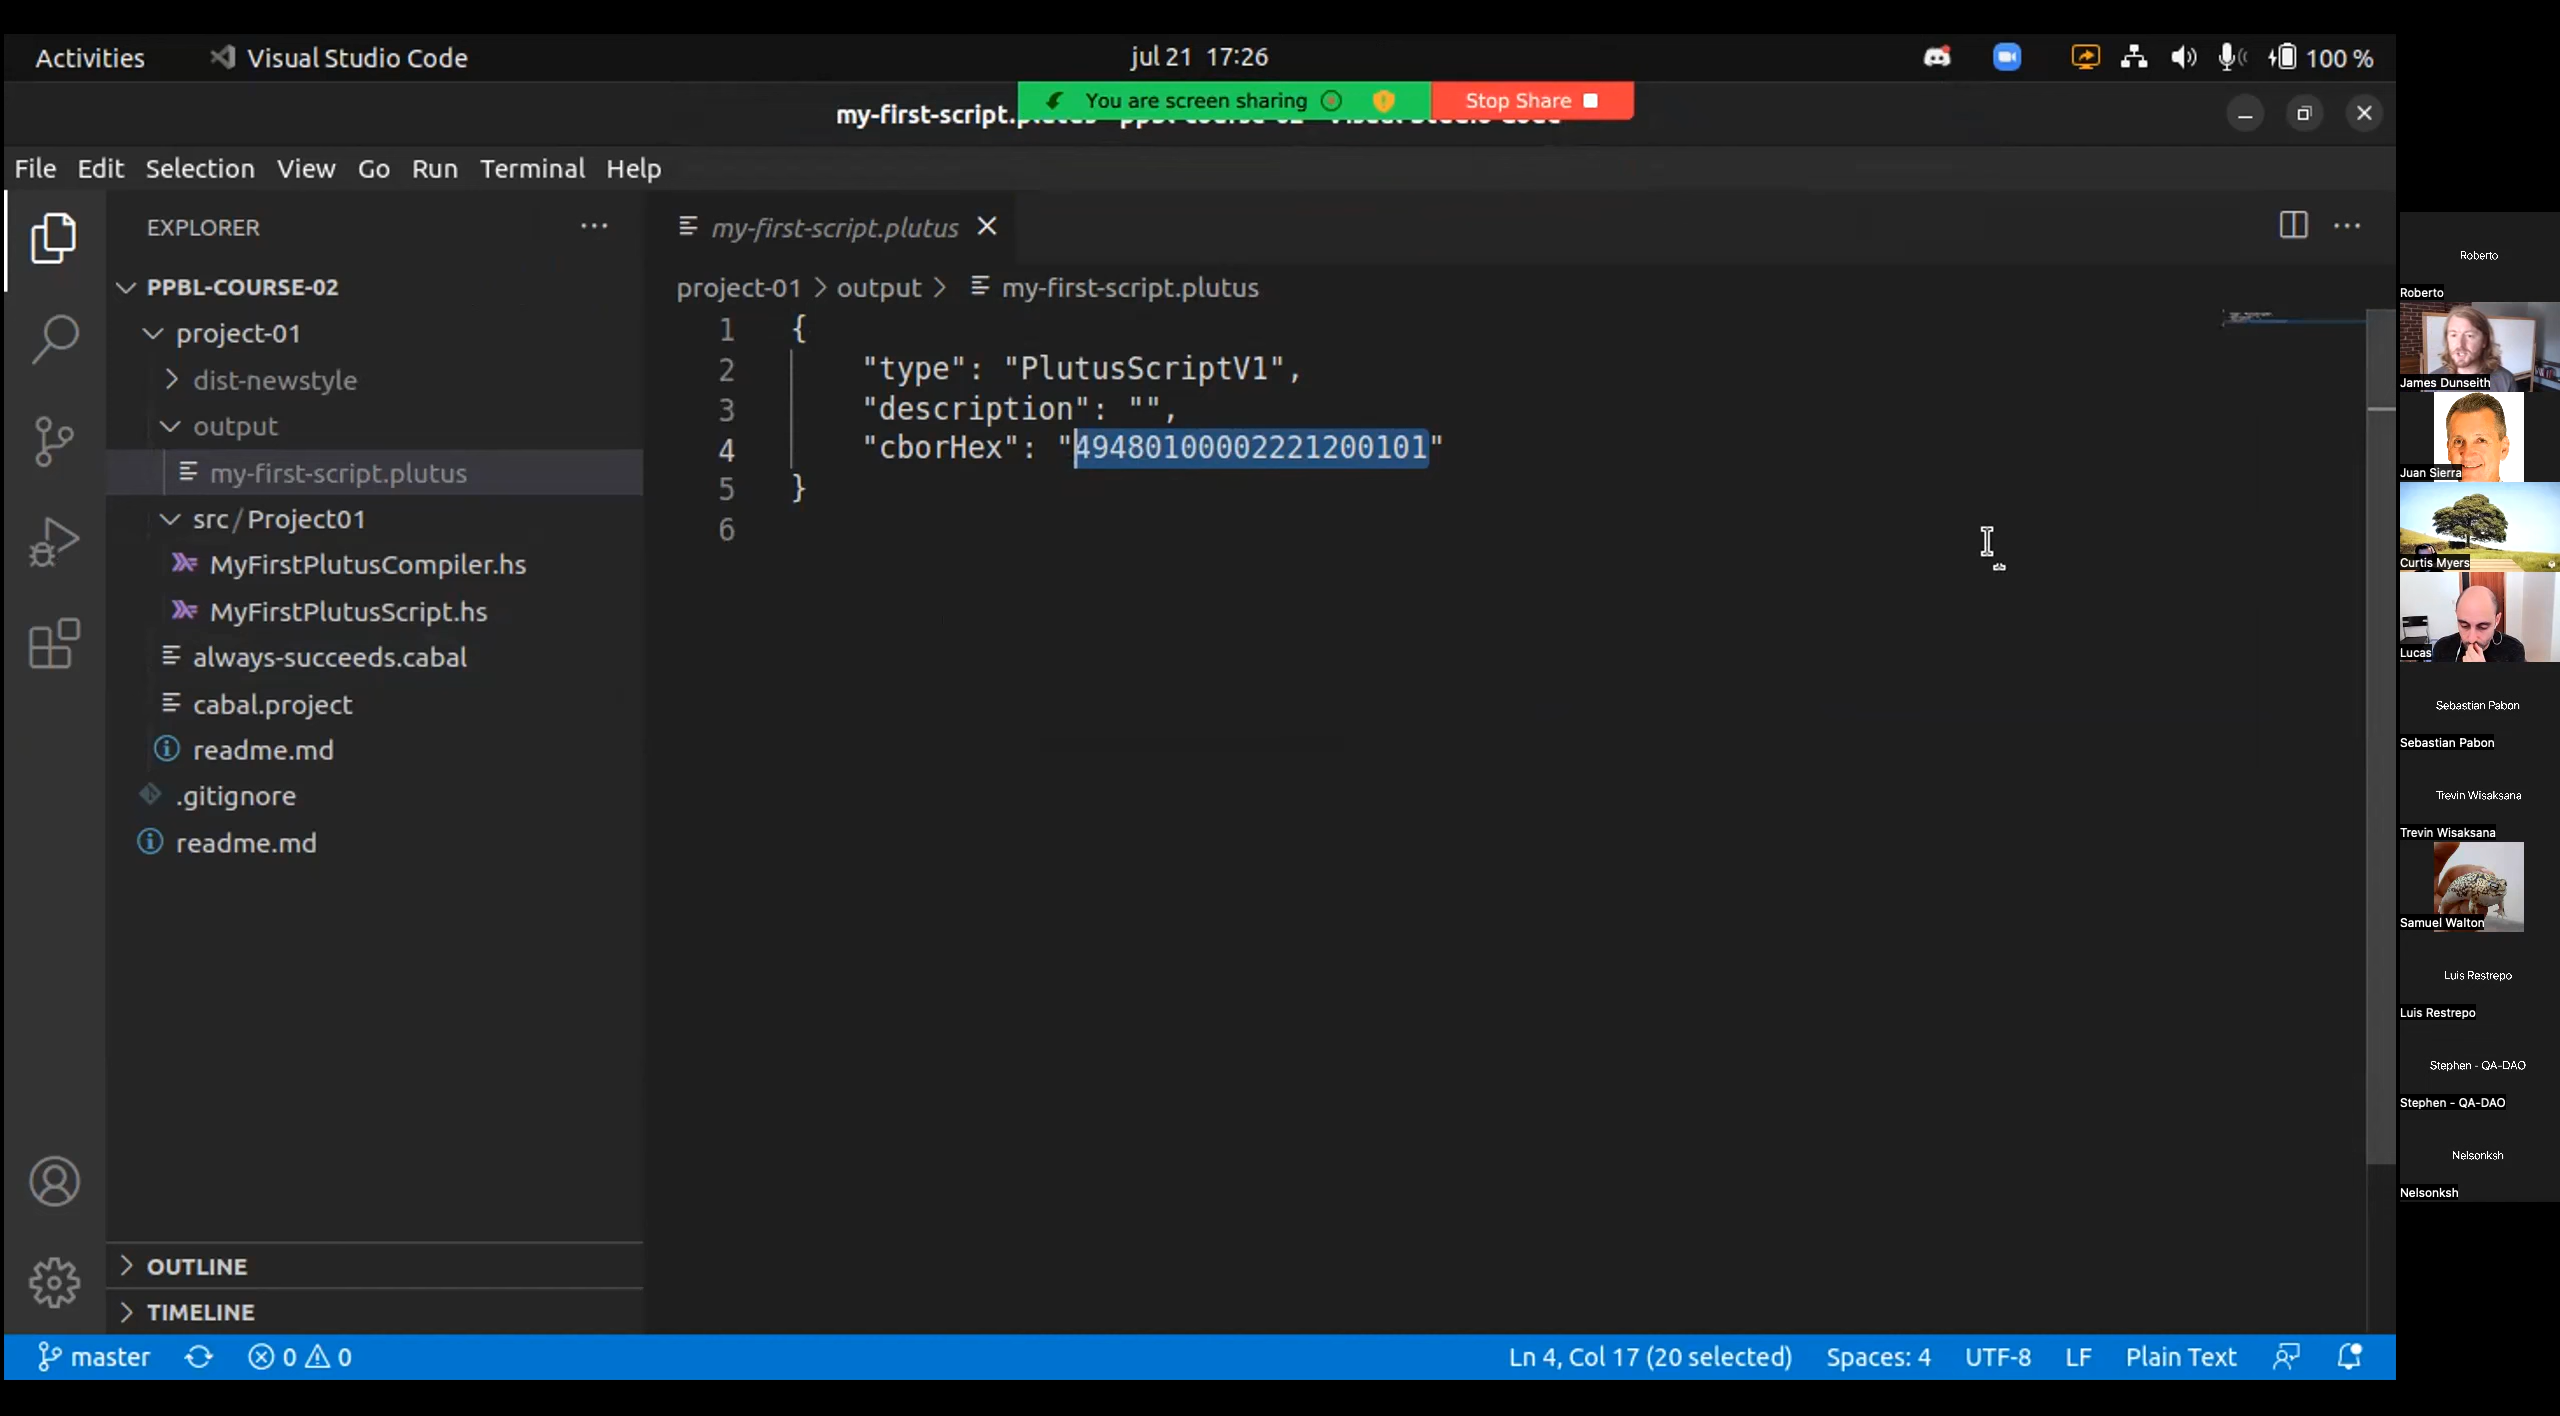 Activities
Visual Studio Code
jul 21 17:26
100 %
You are screen sharing
Stop Share
my-first-script.
File Edit Selection View Go Run Terminal Help
EXPLORER
PPBL-COURSE-02
project-01
dist-newstyle
output
my-first-script.plutus
src/Project01
MyFirstPlutusCompiler.hs
MyFirstPlutusScript.hs
always-succeeds.cabal
cabal.project
readme.md
.gitignore
readme.md
OUTLINE
TIMELINE
my-first-script.plutus
project-01 > output > my-first-script.plutus
1 {
2 "type": "PlutusScriptV1",
3 "description": "",
4 "cborHex": "49480100002221200101"
5 }
6
master
0 0
Ln 4, Col 17 (20 selected)
Spaces: 4
UTF-8
LF
Plain Text
Roberto
Roberto
James Dunseith
Juan Sierra
Curtis Myers
Lucas
Sebastian Pabon
Sebastian Pabon
Trevin Wisaksana
Trevin Wisaksana
Samuel Walton
Luis Restrepo
Luis Restrepo
Stephen - QA-DAO
Stephen - QA-DAO
Nelsonksh
Nelsonksh